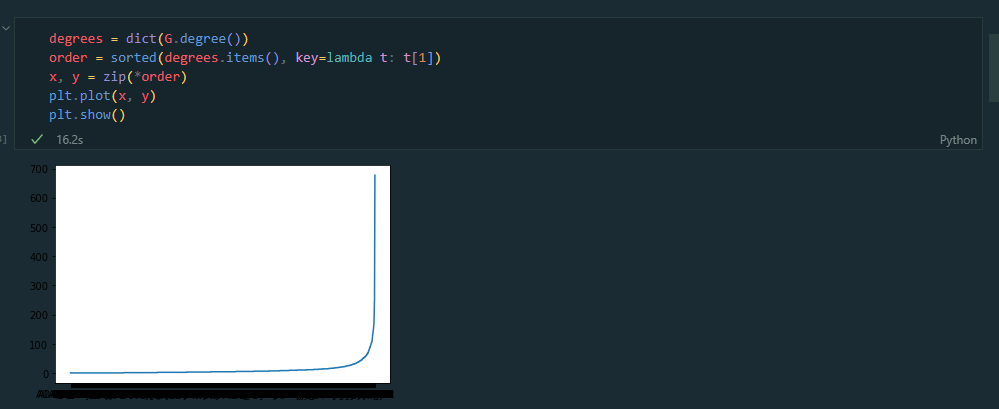 degrees = dict(G.degree())
order = sorted(degrees.items(), key=lambda t: t[1])
x, y = zip(*order)
plt.plot(x, y)
plt.show()
16.2s
Python
700
600
500
400
300
200
100
0